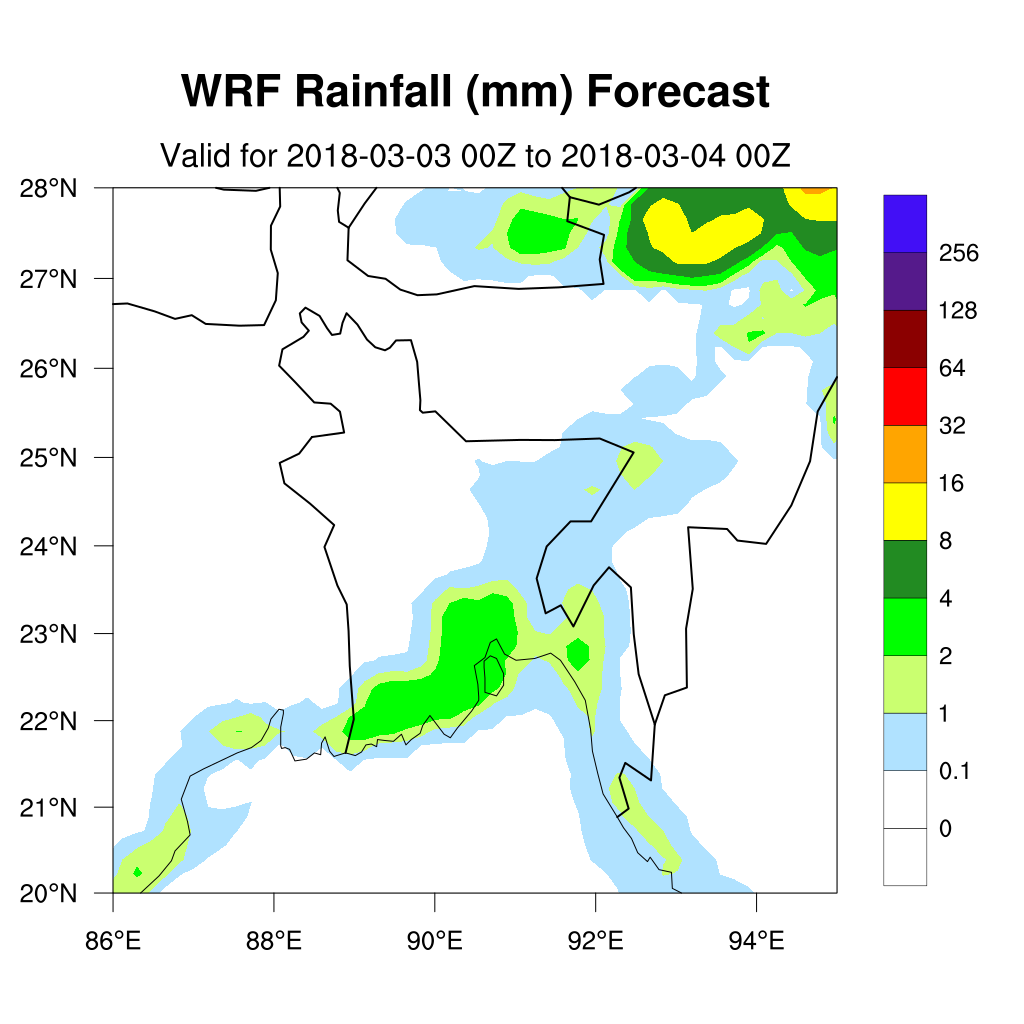 WRF Rainfall (mm) Forecast
Valid for 2018-03-03 00Z to 2018-03-04 00Z
28°N
27°N
26°N
25°N
24°N
23°N
22°N
21°N
20°N
86°E 88°E 90°E 92°E 94°E
256
128
64
32
16
8
4
2
1
0.1
0